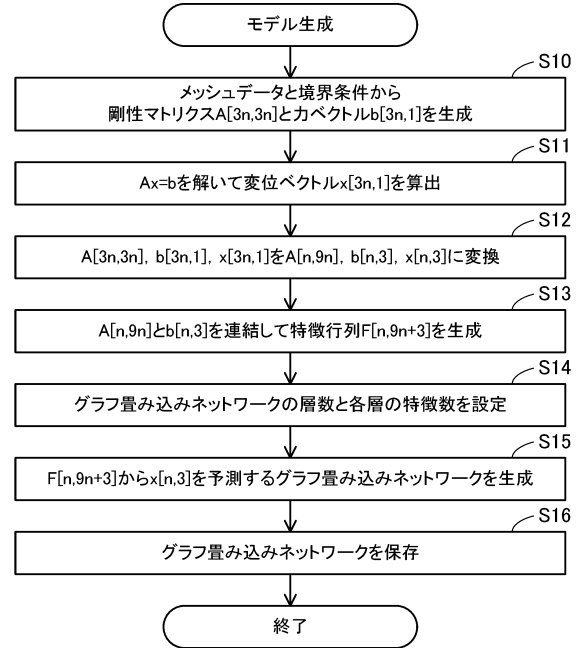 モデル生成
S10
メッシュデータと境界条件から
剛性マトリクスA[3n,3n]と力ベクトルb[3n,1]を生成
S11
Ax=bを解いて変位ベクトルx[3n,1]を算出
S12
A[3n,3n], b[3n,1], x[3n,1]をA[n,9n], b[n,3], x[n,3]に変換
S13
A[n,9n]とb[n,3]を連結して特徴行列F[n,9n+3]を生成
S14
グラフ畳み込みネットワークの層数と各層の特徴数を設定
S15
F[n,9n+3]からx[n,3]を予測するグラフ畳み込みネットワークを生成
S16
グラフ畳み込みネットワークを保存
終了